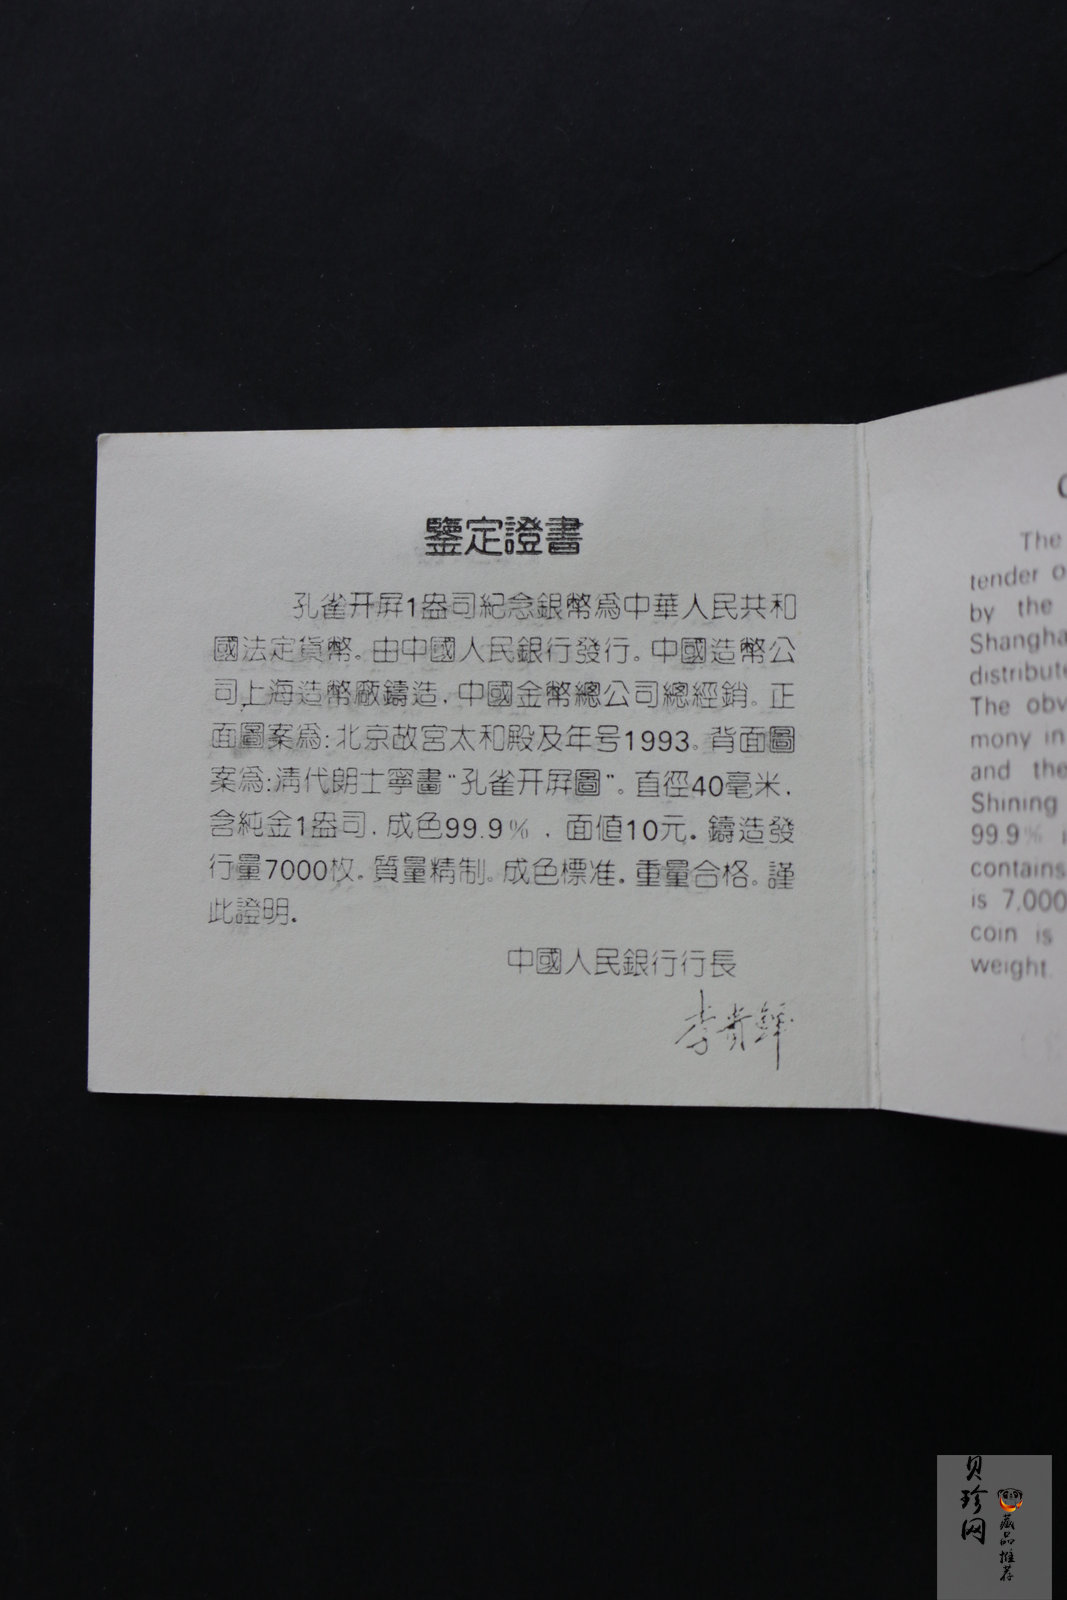 鑒定證書
孔雀开屏1盎司紀念銀幣爲中華人民共和
國法定貨幣。由中國人民銀行發行。中國造幣公
司上海造幣廠鑄造，中國金幣總公司總經銷。正
面圖案爲：北京故宮太和殿及年号1993。背面圖
案爲：清代朗士寧畫“孔雀开屏圖”。直徑40毫米，
含純金1盎司，成色99.9%，面值10元。鑄造發
行量7000枚。質量精制。成色標准。重量合格。謹
此證明。
中國人民銀行行長
李貴鲜
The
tender o
by the
Shangha
distribute
The obv
mony in
and the
Shining
99.9%
contains
is 7,000
coin is
weight.
贝珍网
藏品推荐